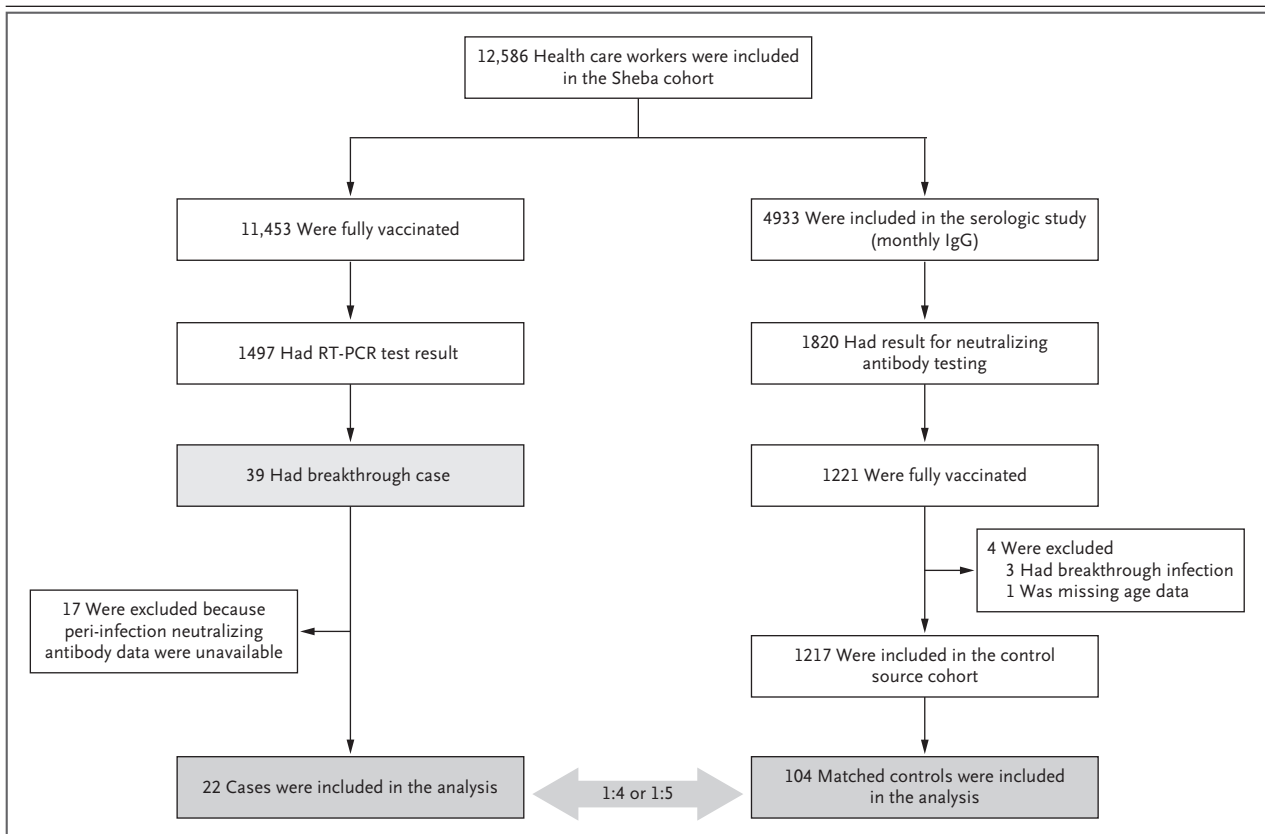 12,586 Health care workers were included
in the Sheba cohort
11,453 Were fully vaccinated
4933 Were included in the serologic study
(monthly IgG)
1497 Had RT-PCR test result
1820 Had result for neutralizing
antibody testing
39 Had breakthrough case
1221 Were fully vaccinated
4 Were excluded
3 Had breakthrough infection
1 Was missing age data
17 Were excluded because
peri-infection neutralizing
antibody data were unavailable
1217 Were included in the control
source cohort
22 Cases were included in the analysis
1:4 or 1:5
104 Matched controls were included
in the analysis